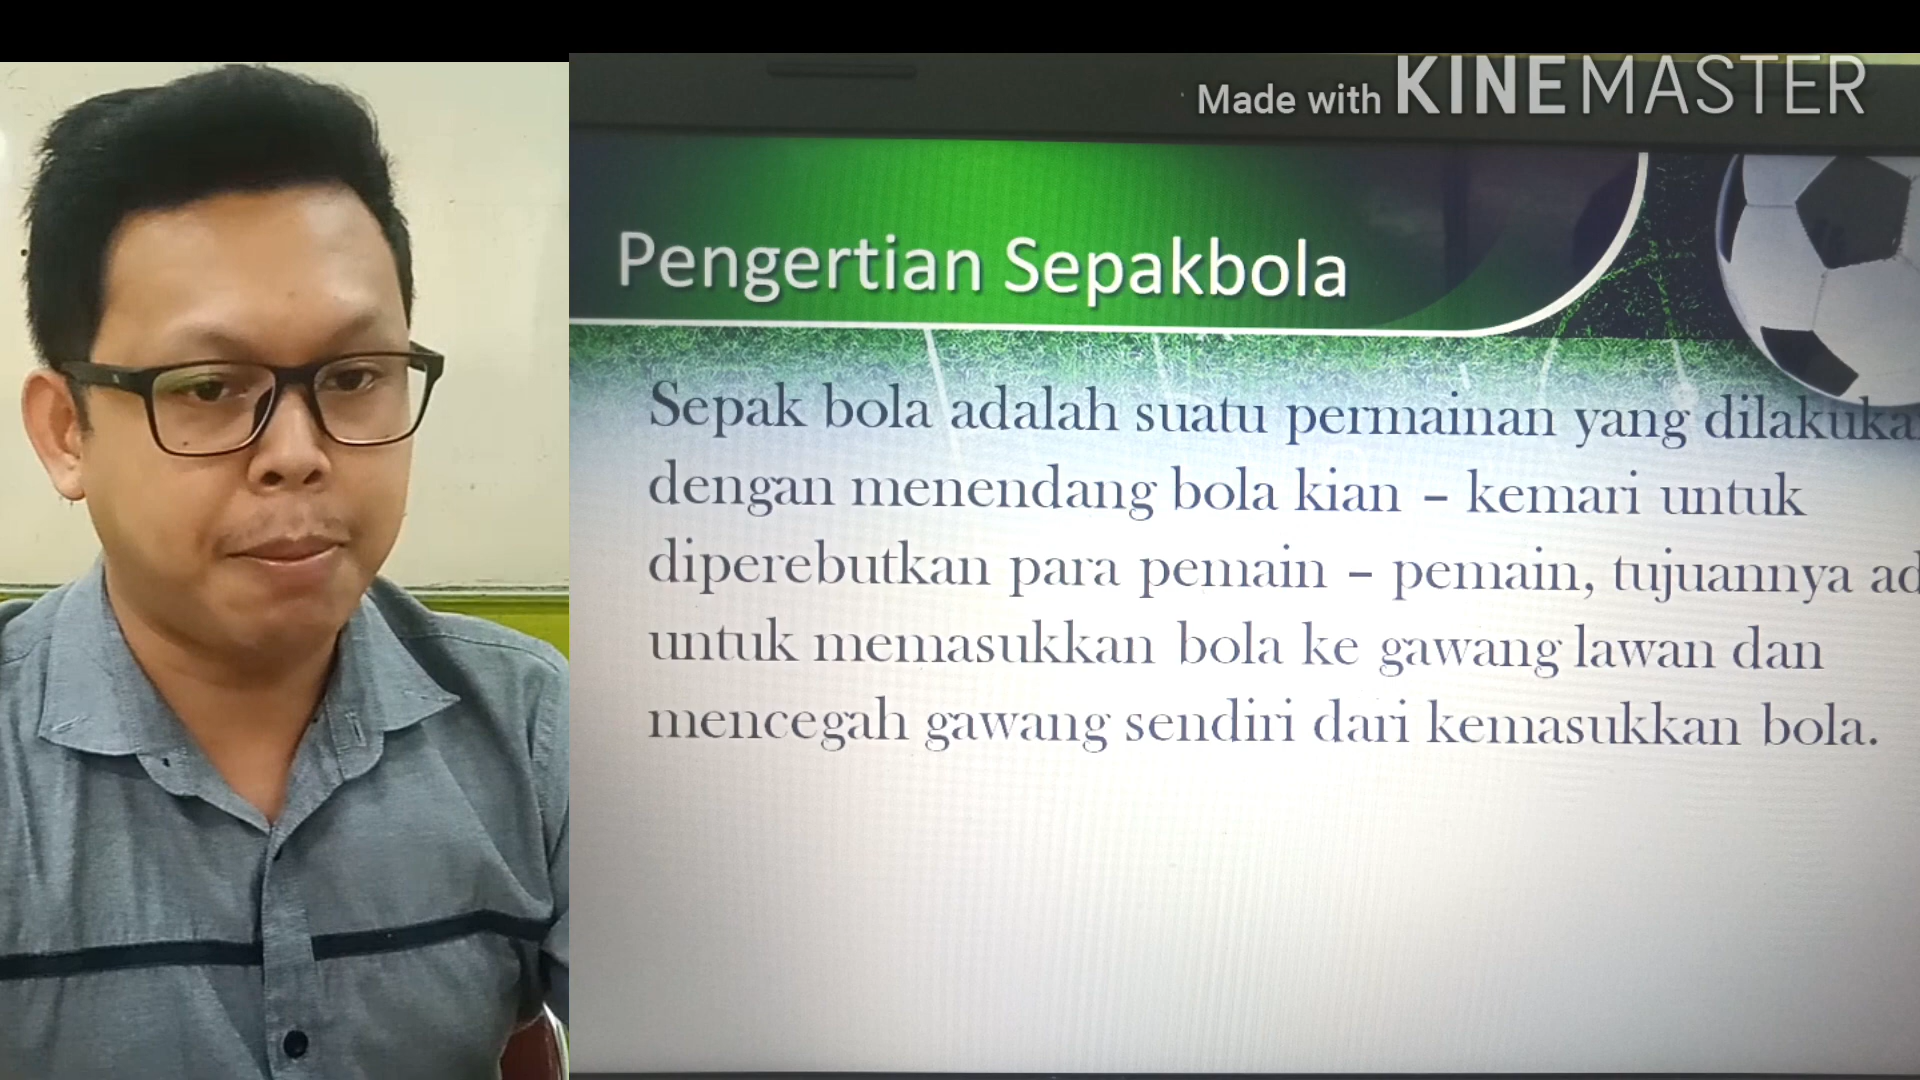 Made with KINEMASTER
Pengertian Sepakbola
Sepak bola adalah suatu permainan yang
dengan menendang bola kian – kemari untuk
diperebutkan para pemain – pemain, tujuannya
untuk memasukkan bola ke gawang lawan dan
mencegah gawang sendiri dari kemasukkan bola.